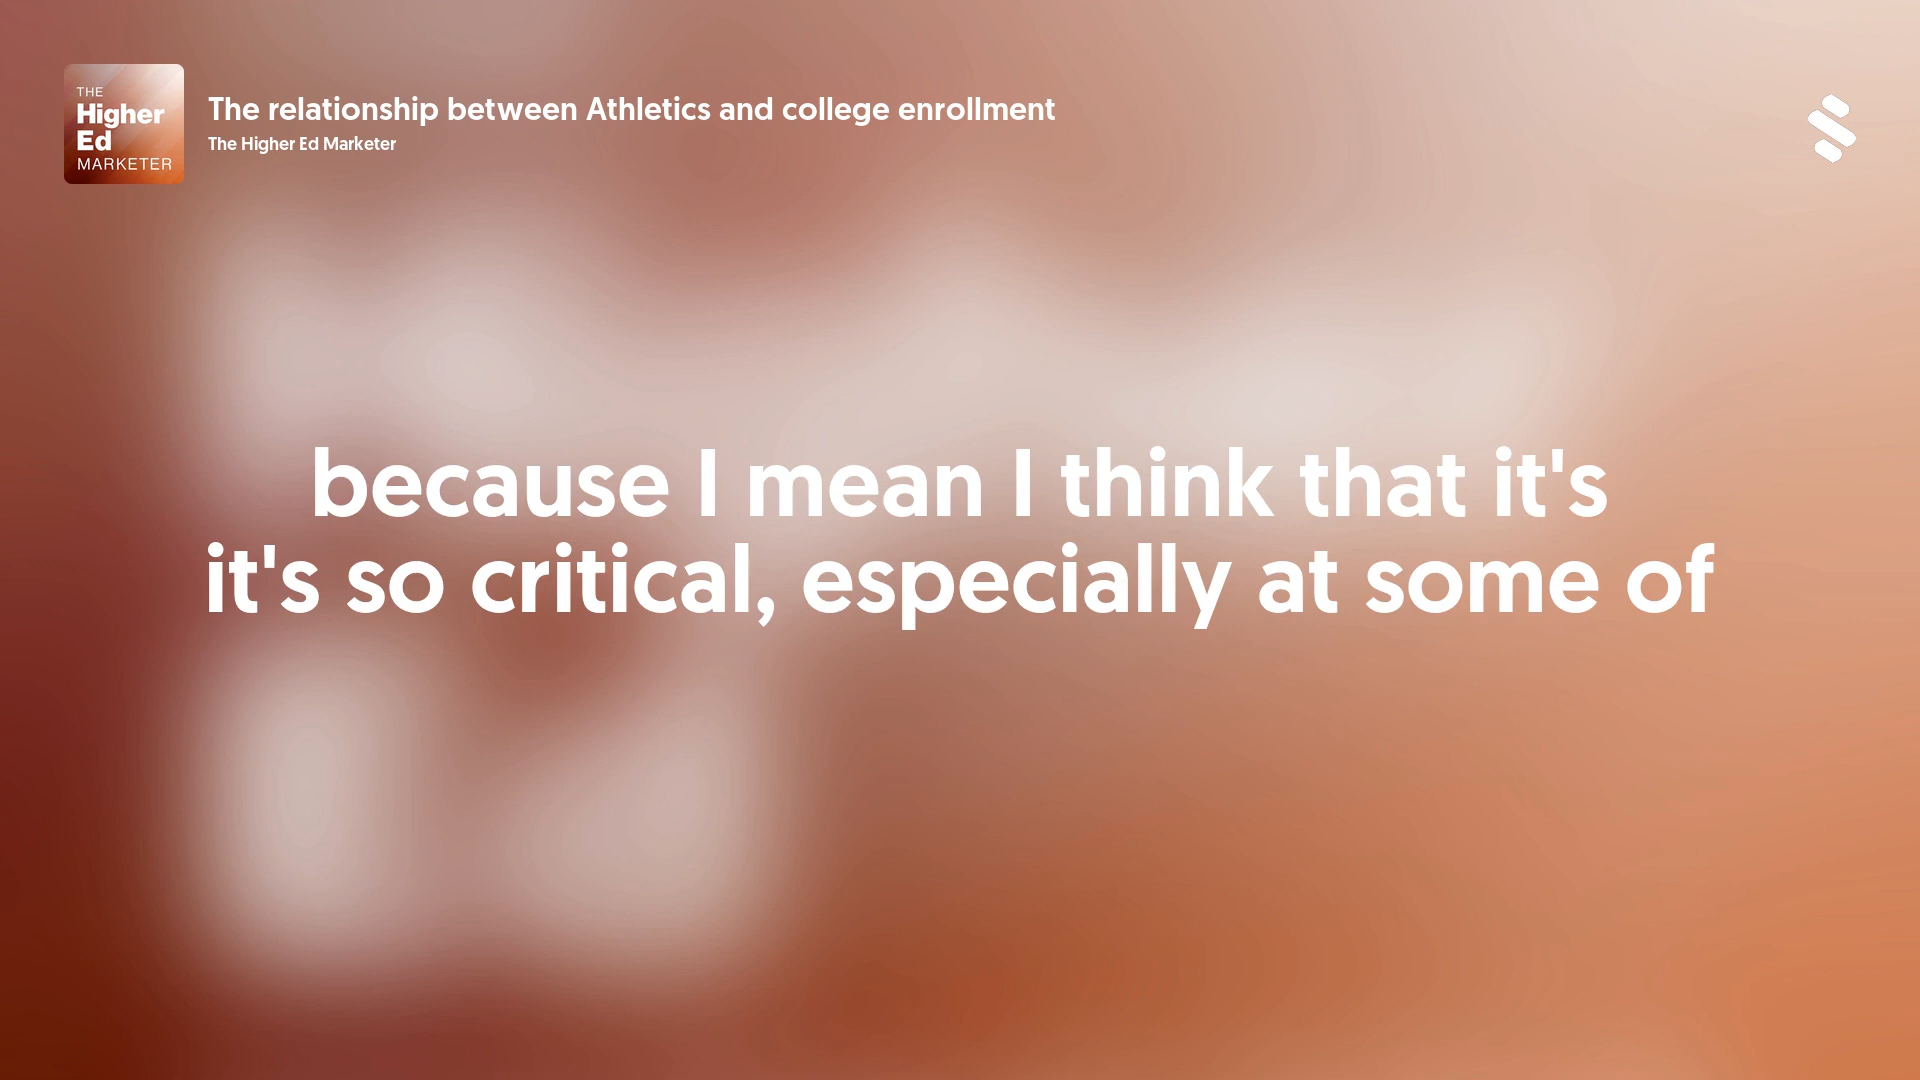 THE
Higher
Ed
MARKETER
The relationship between Athletics and college enrollment
The Higher Ed Marketer
because I mean I think that it's
it's so critical, especially at some of